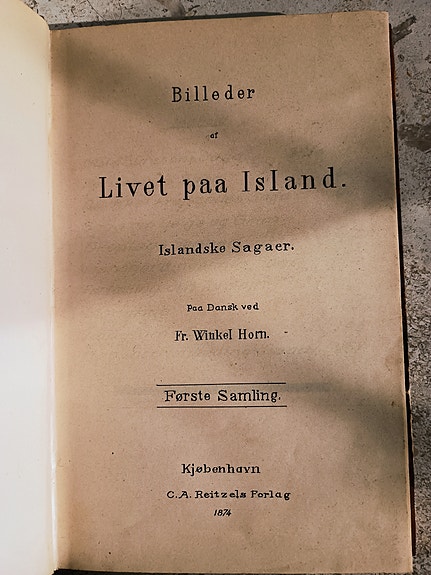 Billeder
af
Livet paa Island.
Islandske Sagaer.
Paa Dansk ved
Fr. Winkel Horn.
Første Samling.
Kjøbenhavn
C. A. Reitzels Forlag
1874